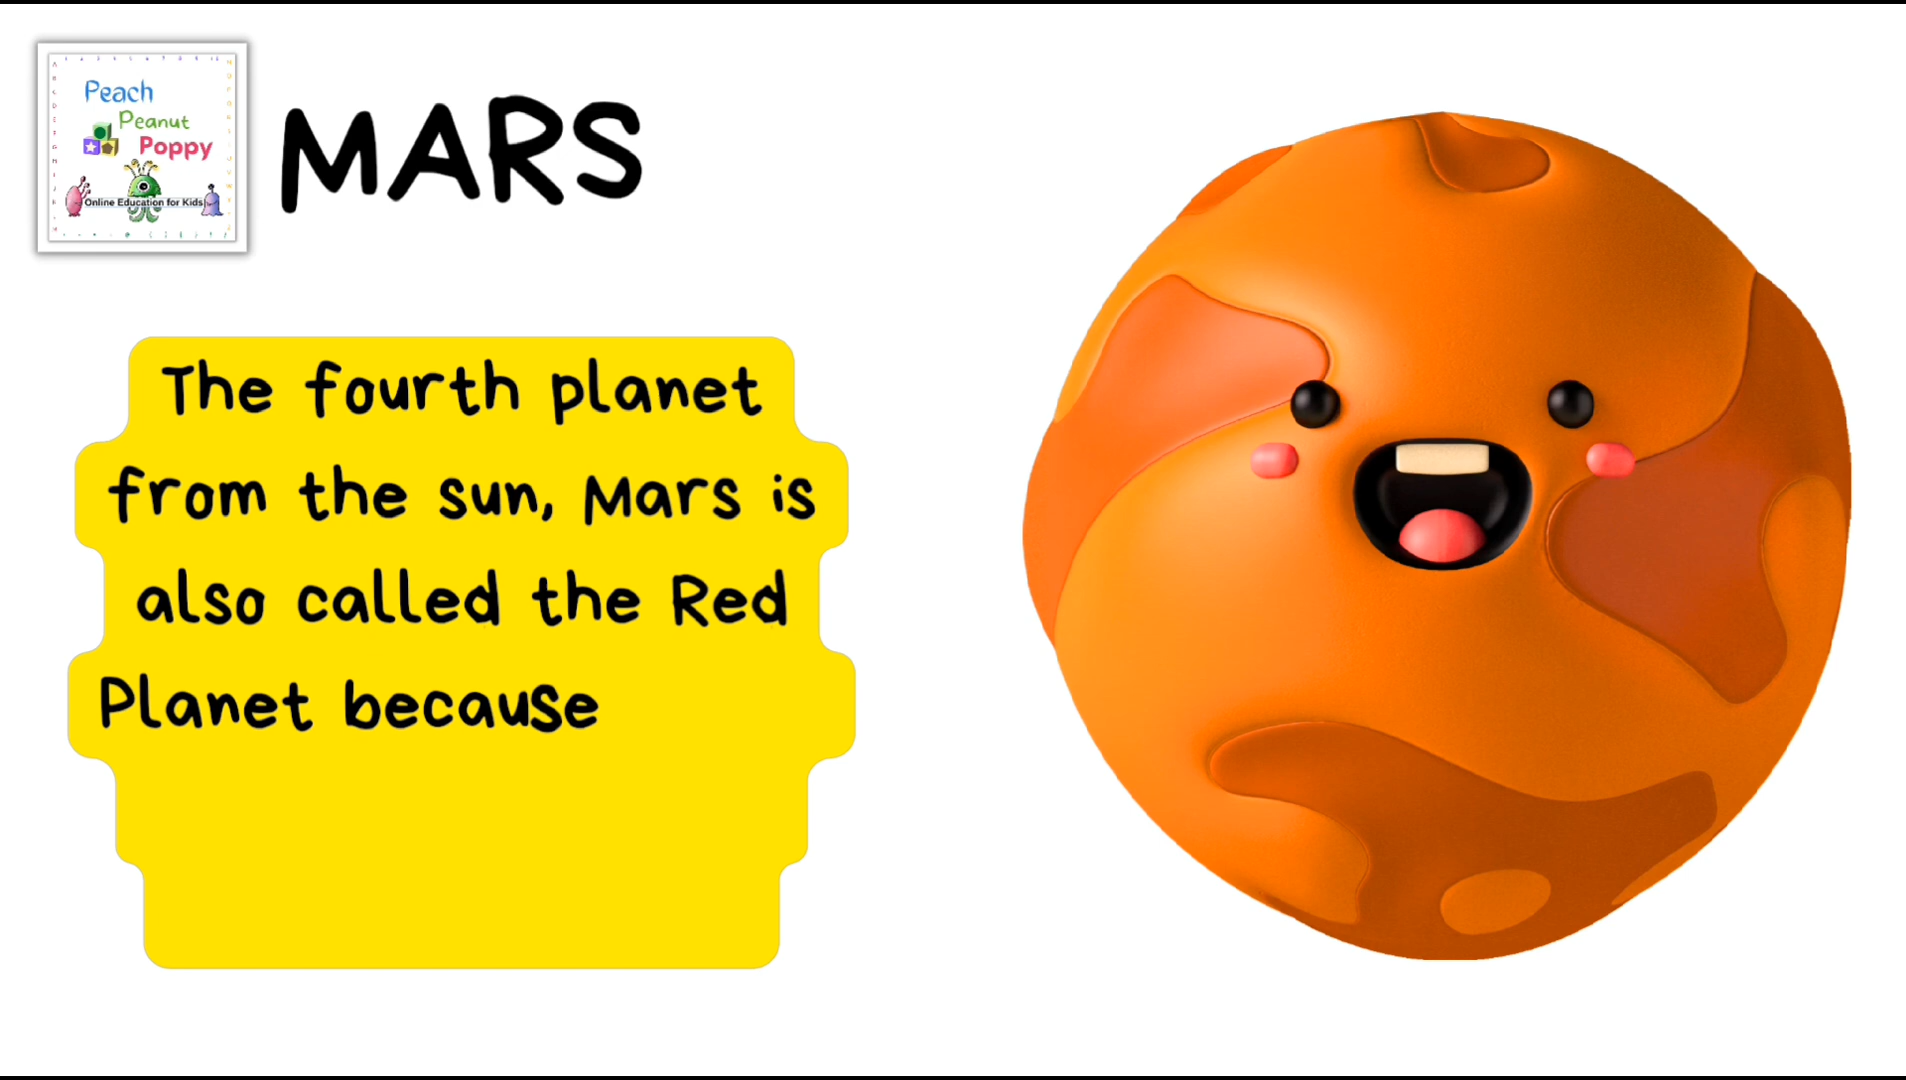 Peach
Peanut
Poppy
Online Education for Kids
MARS
The fourth planet
from the sun, Mars is
also called the Red
Planet because